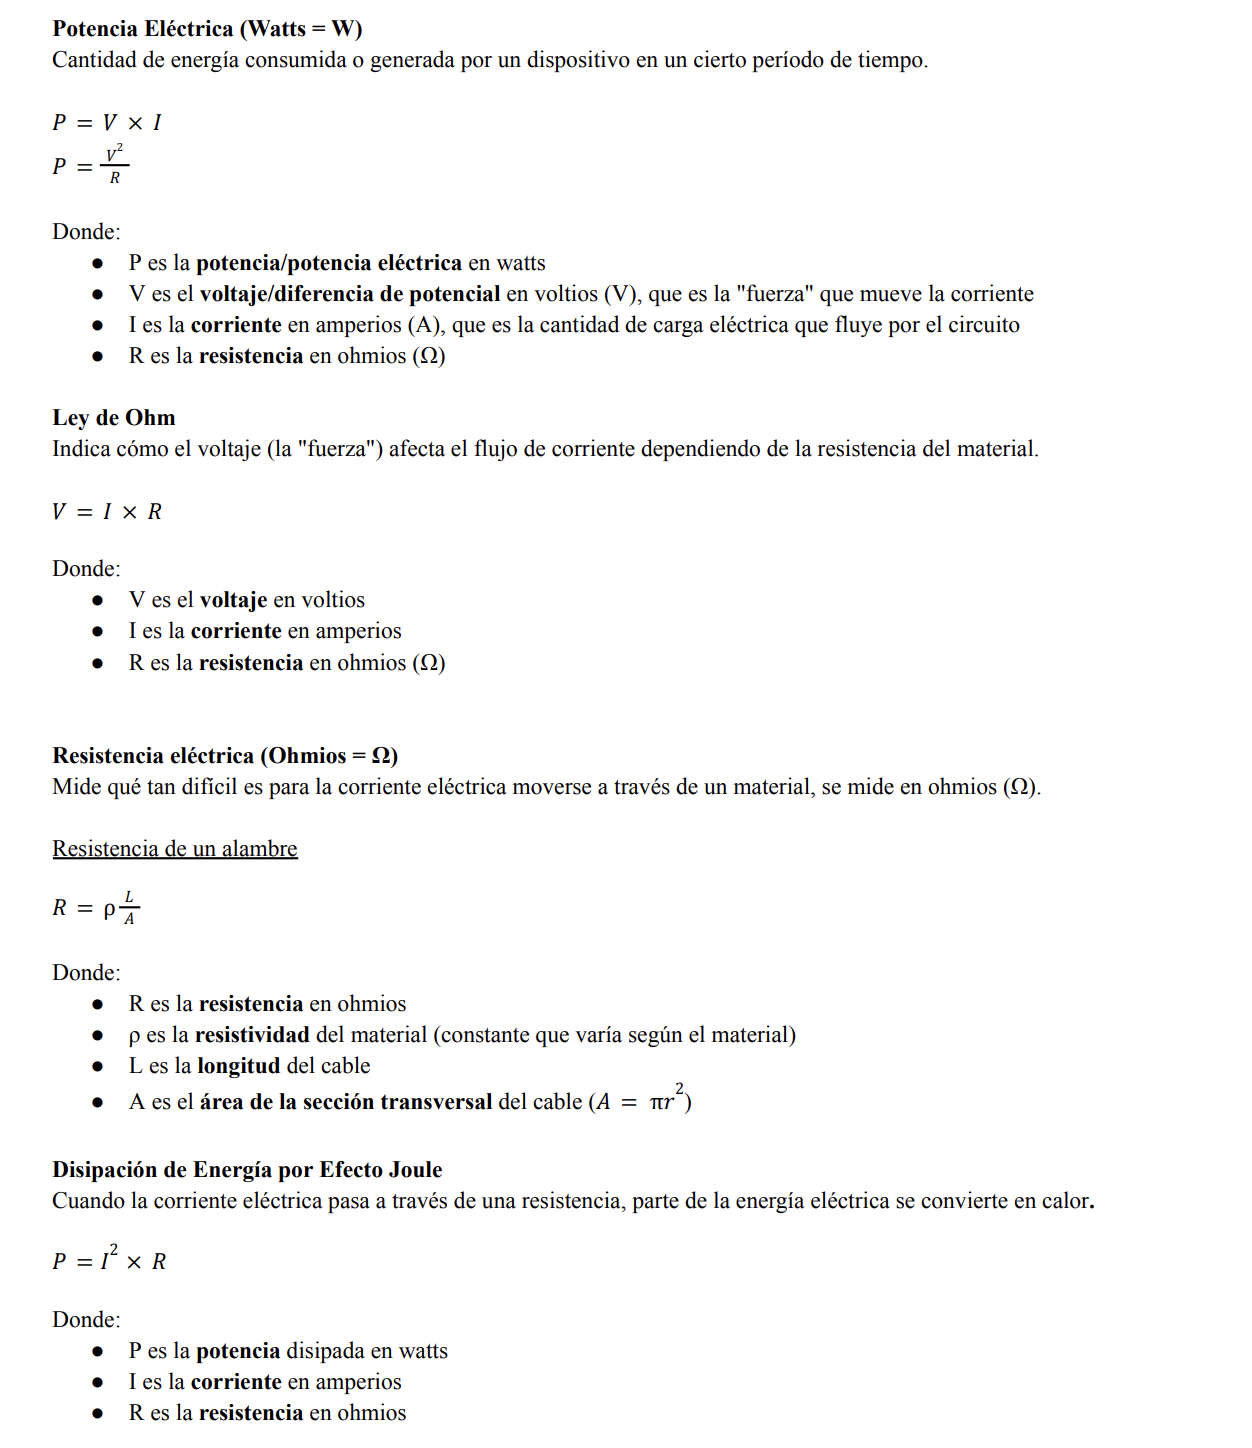 Potencia Eléctrica (Watts = W)
Cantidad de energía consumida o generada por un dispositivo en un cierto período de tiempo.
P = V × I
P = V²/R
Donde:
● P es la potencia/potencia eléctrica en watts
● V es el voltaje/diferencia de potencial en voltios (V), que es la "fuerza" que mueve la corriente
● I es la corriente en amperios (A), que es la cantidad de carga eléctrica que fluye por el circuito
● R es la resistencia en ohmios (Ω)
Ley de Ohm
Indica cómo el voltaje (la "fuerza") afecta el flujo de corriente dependiendo de la resistencia del material.
V = I × R
Donde:
● V es el voltaje en voltios
● I es la corriente en amperios
● R es la resistencia en ohmios (Ω)
Resistencia eléctrica (Ohmios = Ω)
Mide qué tan difícil es para la corriente eléctrica moverse a través de un material, se mide en ohmios (Ω).
Resistencia de un alambre
R = ρ L/A
Donde:
● R es la resistencia en ohmios
● ρ es la resistividad del material (constante que varía según el material)
● L es la longitud del cable
● A es el área de la sección transversal del cable (A = πr²)
Disipación de Energía por Efecto Joule
Cuando la corriente eléctrica pasa a través de una resistencia, parte de la energía eléctrica se convierte en calor.
P = I² × R
Donde:
● P es la potencia disipada en watts
● I es la corriente en amperios
● R es la resistencia en ohmios